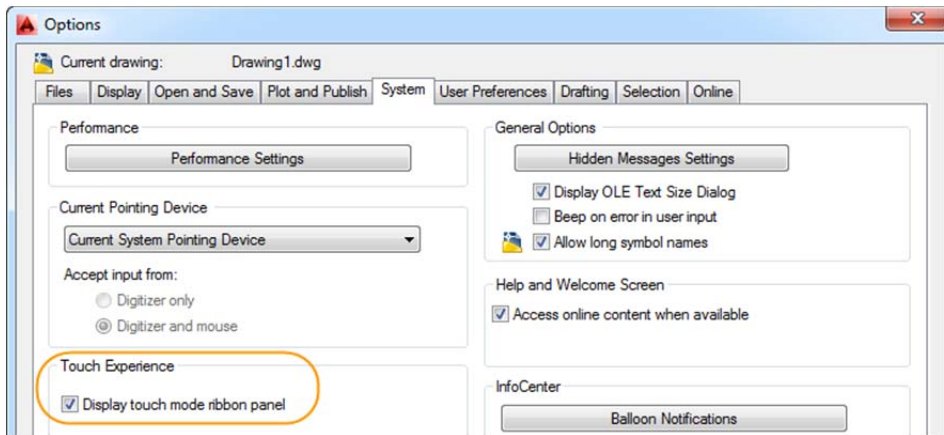 Options
Current drawing: Drawing1.dwg
Files Display Open and Save Plot and Publish System User Preferences Drafting Selection Online
Performance
Performance Settings
Current Pointing Device
Current System Pointing Device
Accept input from:
Digitizer only
Digitizer and mouse
Touch Experience
Display touch mode ribbon panel
General Options
Hidden Messages Settings
Display OLE Text Size Dialog
Beep on error in user input
Allow long symbol names
Help and Welcome Screen
Access online content when available
InfoCenter
Balloon Notifications